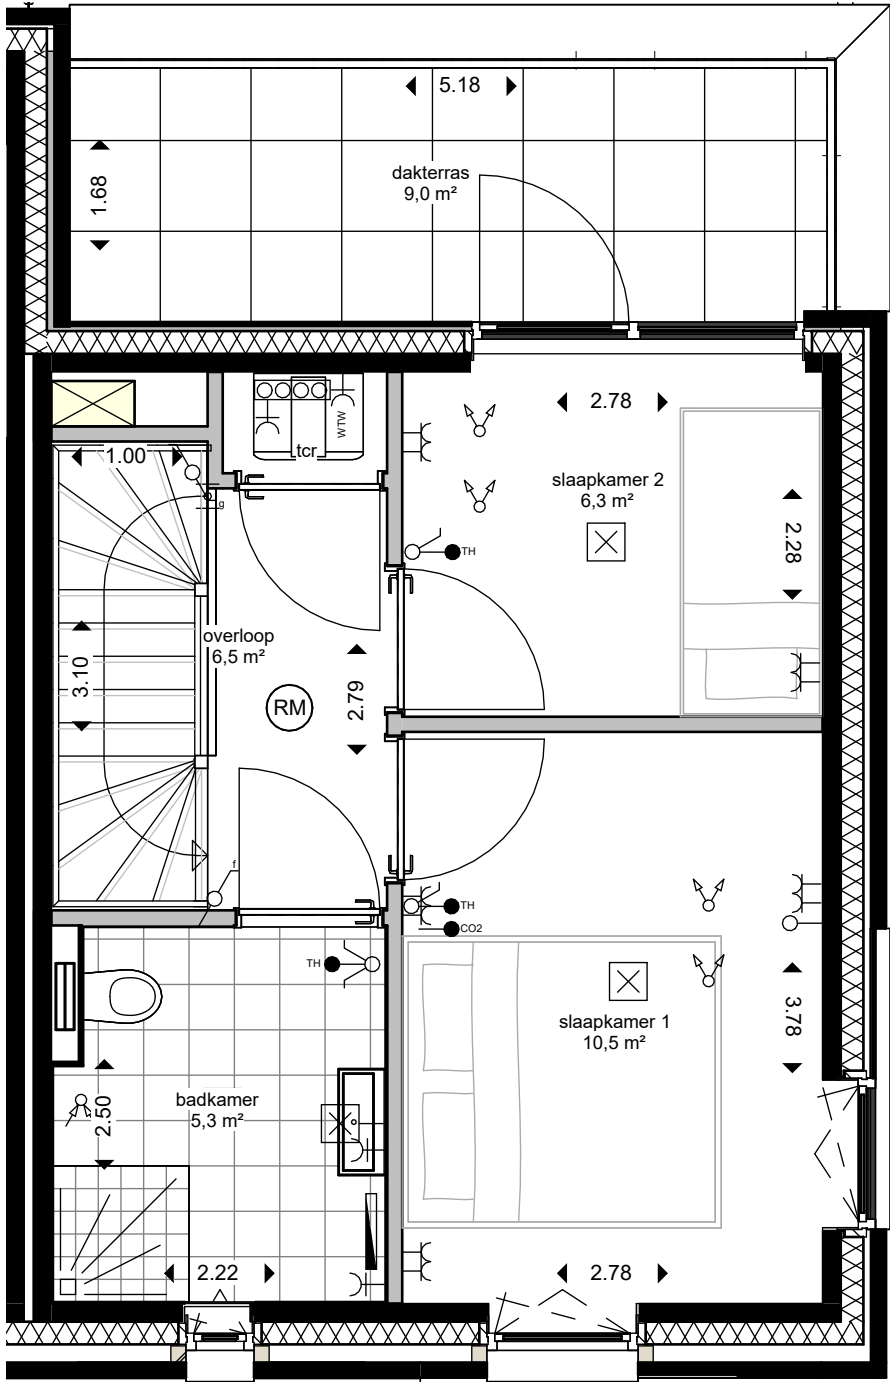 5.18
dakterras
9,0 m²
1.68
2.78
WTW
tcr
1.00
g
slaapkamer 2
6,3 m²
2.28
TH
overloop
6,5 m²
3.10
2.79
RM
f
TH
CO2
TH
slaapkamer 1
10,5 m²
3.78
badkamer
5,3 m²
2.50
2.22
2.78